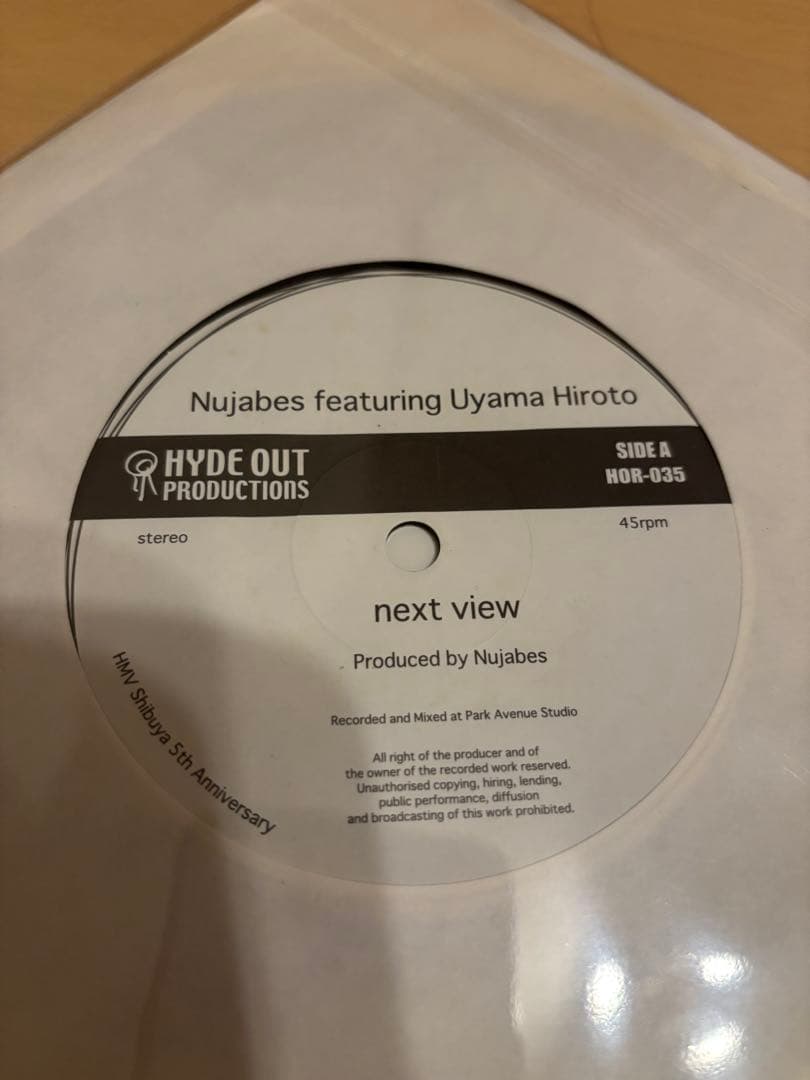 Nujabes featuring Uyama Hiroto
HYDE OUT
PRODUCTIONS
SIDE A
HOR-035
stereo
45rpm
next view
Produced by Nujabes
Recorded and Mixed at Park Avenue Studio
All right of the producer and of
the owner of the recorded work reserved.
Unauthorised copying, hiring, lending,
public performance, diffusion
and broadcasting of this work prohibited.
HMV Shibuya 5th Anniversary